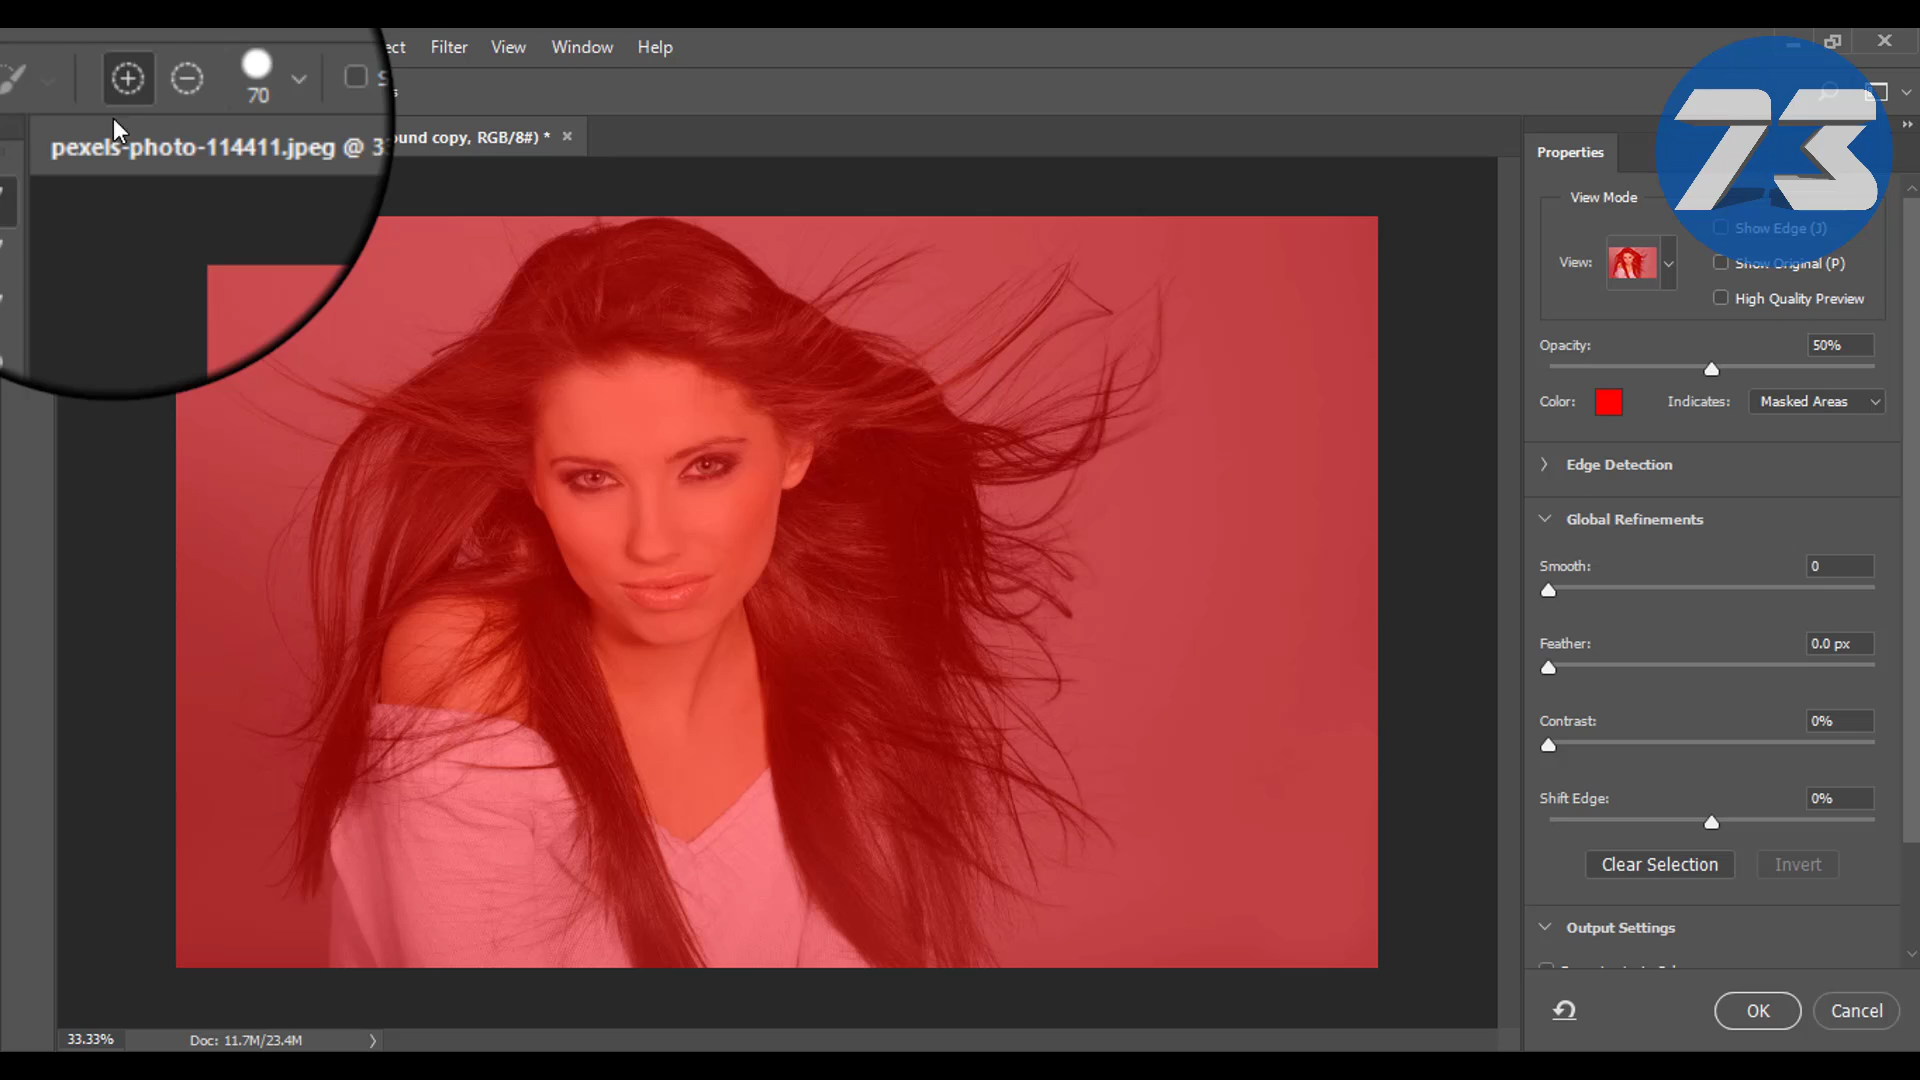 ect Filter View Window Help
70
pexels-photo-114411.jpeg @ 3
ound copy, RGB/8#) * ×
73
Properties
View Mode
Show Edge (J)
View:
Show Original (P)
High Quality Preview
Opacity: 50%
Color: Indicates: Masked Areas
Edge Detection
Global Refinements
Smooth: 0
Feather: 0.0 px
Contrast: 0%
Shift Edge: 0%
Clear Selection Invert
Output Settings
OK Cancel
33.33% Doc: 11.7M/23.4M